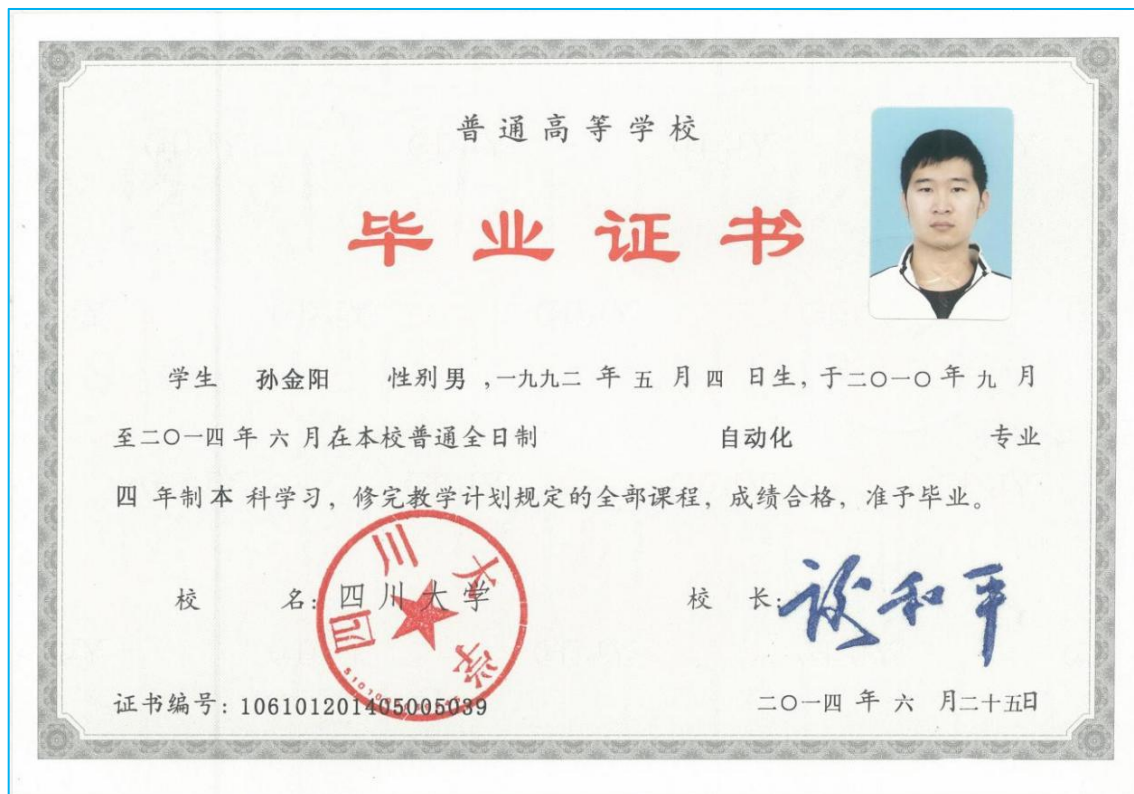 普通高等学校
毕业证书
学生 孙金阳 性别 男 ,一九九二 年 五 月 四 日生, 于二〇一〇 年 九 月
至二〇一四 年 六 月在本校普通全日制 自动化 专业
四 年制 本 科学习, 修完教学计划规定的全部课程, 成绩合格, 准予毕业。
四川大学
校 名: 四川大学
校 长: 谢和平
证书编号: 106101201405005039
二〇一四 年 六 月二十五日